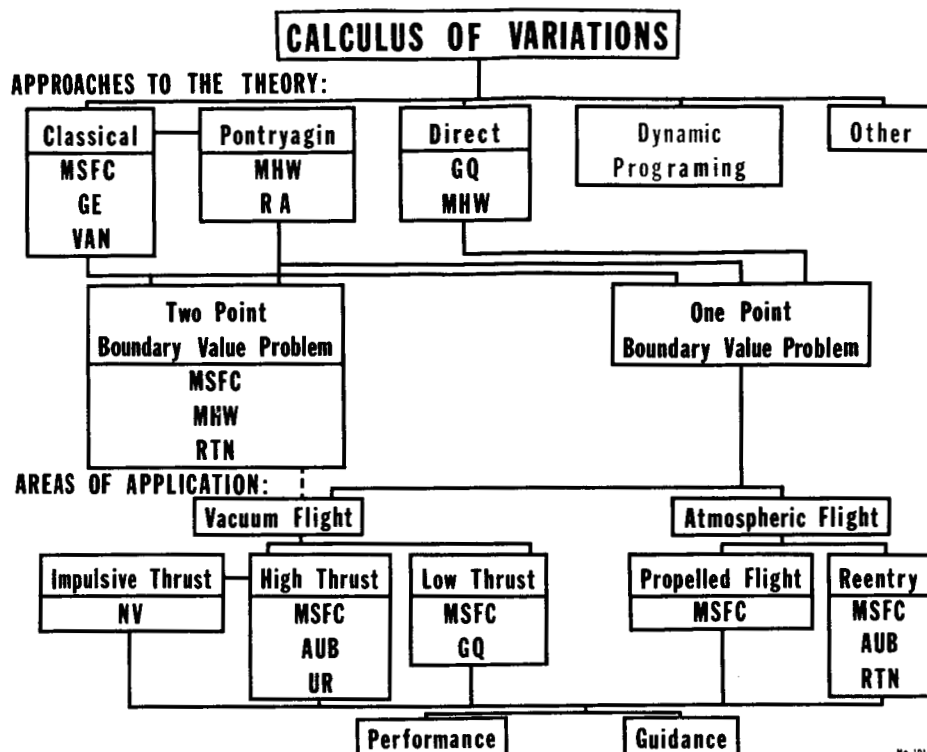 CALCULUS OF VARIATIONS
APPROACHES TO THE THEORY:
Classical
MSFC
GE
VAN
Pontryagin
MHW
RA
Direct
GQ
MHW
Dynamic
Programing
Other
Two Point
Boundary Value Problem
MSFC
MHW
RTN
One Point
Boundary Value Problem
AREAS OF APPLICATION:
Vacuum Flight
Atmospheric Flight
Impulsive Thrust
NV
High Thrust
MSFC
AUB
UR
Low Thrust
MSFC
GQ
Propelled Flight
MSFC
Reentry
MSFC
AUB
RTN
Performance
Guidance